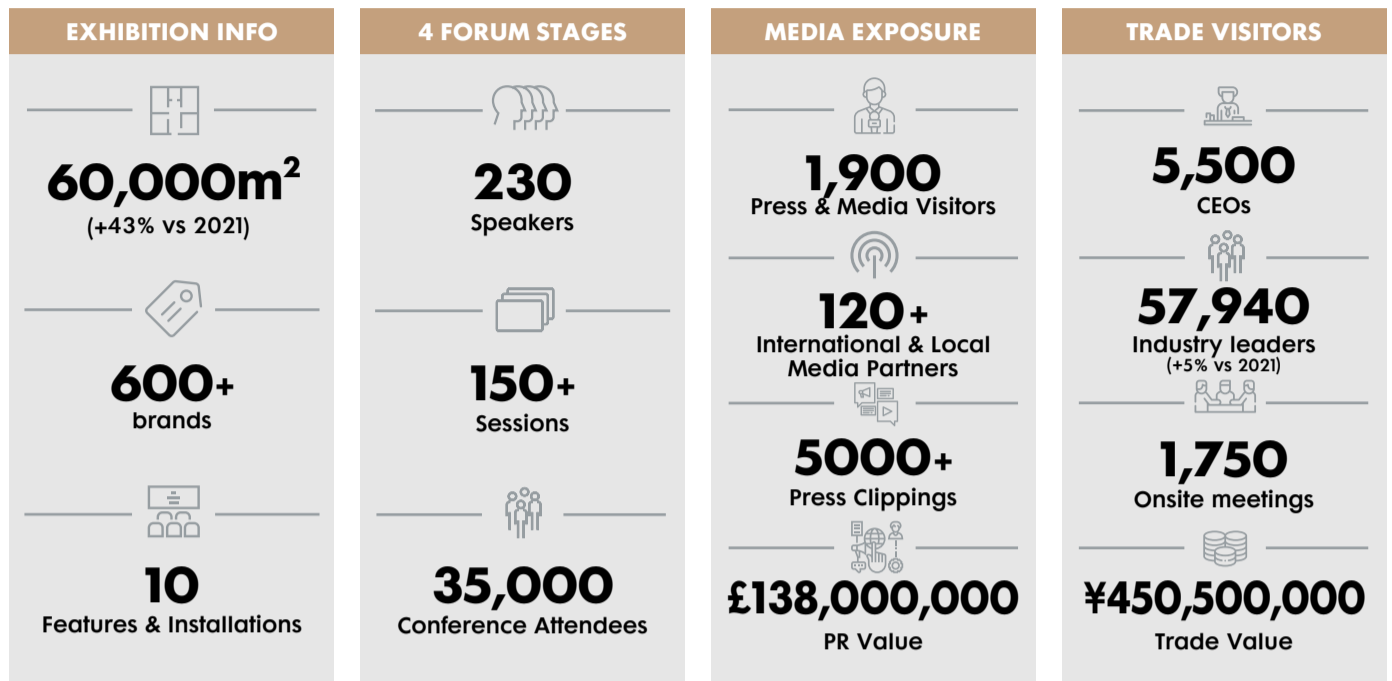 EXHIBITION INFO
60,000m²
(+43% vs 2021)
600+
brands
10
Features & Installations
4 FORUM STAGES
230
Speakers
150+
Sessions
35,000
Conference Attendees
MEDIA EXPOSURE
1,900
Press & Media Visitors
120+
International & Local
Media Partners
5000+
Press Clippings
£138,000,000
PR Value
TRADE VISITORS
5,500
CEOs
57,940
Industry leaders
(+5% vs 2021)
1,750
Onsite meetings
¥450,500,000
Trade Value